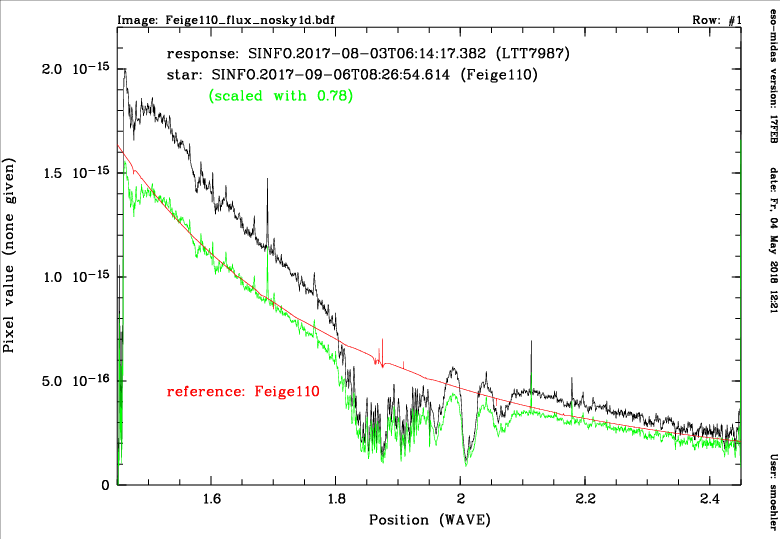 Image: Feige110_flux_nosky1d.bdf
Row: #1
response: SINFO.2017-08-03T06:14:17.382 (LTT7987)
star: SINFO.2017-09-06T08:26:54.614 (Feige110)
(scaled with 0.78)
reference: Feige110
Pixel value (none given)
2.0 10-15
1.5 10-15
1.0 10-15
5.0 10-16
0
1.6
1.8
2
2.2
2.4
Position (WAVE)
eso-midas version: 17FEB
date: Fr, 04 May 2018 12:21
User: smoehler